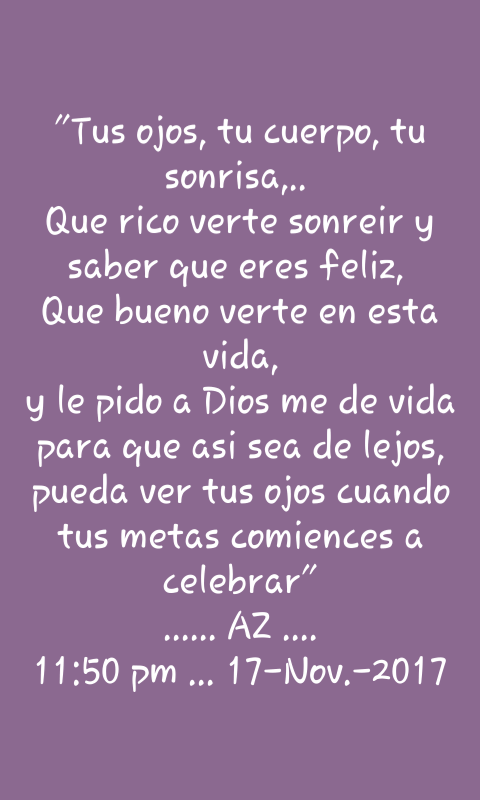 "Tus ojos, tu cuerpo, tu
sonrisa,..
Que rico verte sonreir y
saber que eres feliz,
Que bueno verte en esta
vida,
y le pido a Dios me de vida
para que asi sea de lejos,
pueda ver tus ojos cuando
tus metas comiences a
celebrar"
...... AZ ....
11:50 pm ... 17-Nov.-2017